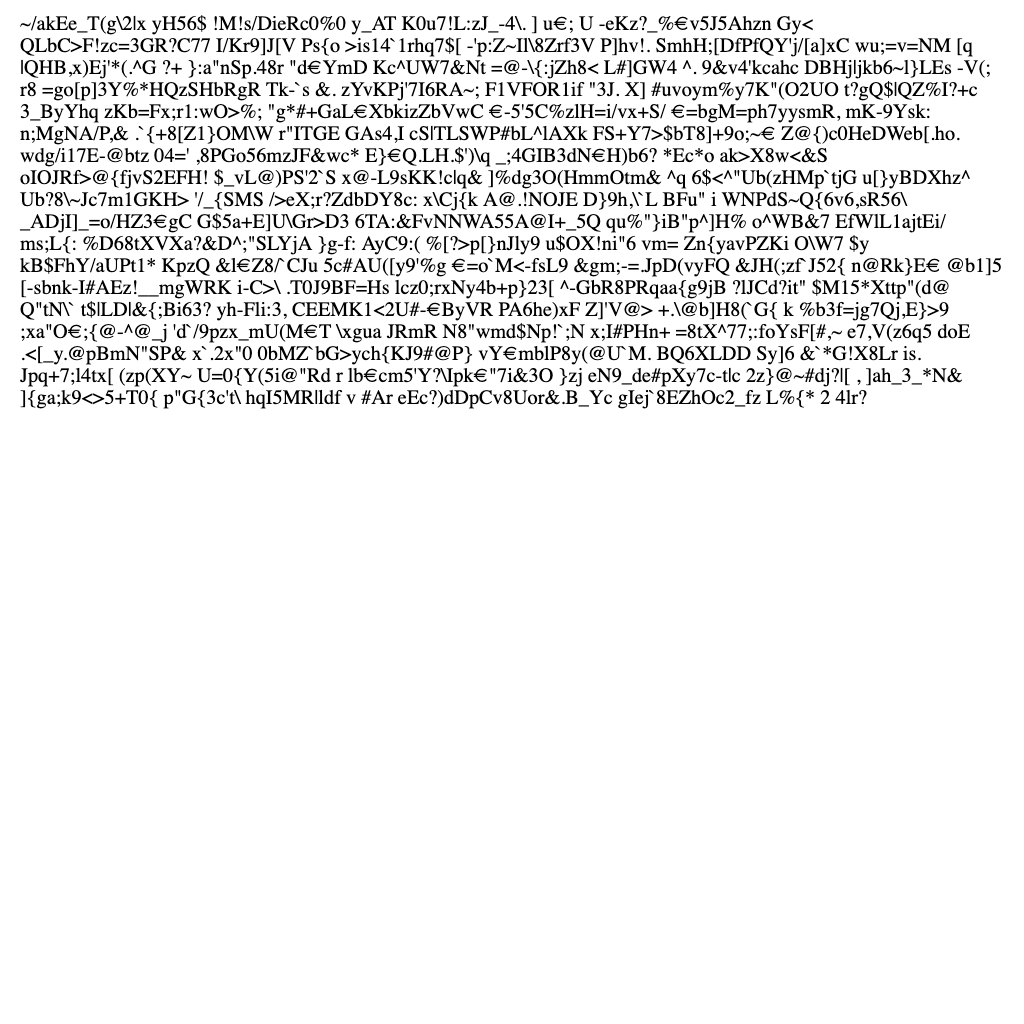 ~/akEe_T(g\2|x yH56$ !M!s/DieRc0%0 y_AT K0u7!L:zJ_-4\. ] u€; U -eKz?_%€v5J5Ahzn Gy<
QLbC>F!zc=3GR?C77 I/Kr9]J[V Ps{o >is14`1rhq7$[ -'p:Z~Il\8Zrf3V P]hv!. SmhH;[DfPfQY'j/[a]xC wu;=v=NM [q
|QHB,x)Ej'*(.^G ?+ }:a"nSp.48r "d€YmD Kc^UW7&Nt =@-\{:jZh8< L#]GW4 ^. 9&v4'kcahc DBHj|jkb6~l}LEs -V(;
r8 =go[p]3Y%*HQzSHbRgR Tk-`s &. zYvKPj'7I6RA~; F1VFOR1if "3J. X] #uvoym%y7K"(O2UO t?gQ$lQZ%I?+c
3_ByYhq zKb=Fx;r1:wO>%; "g*#+GaL€XbkizZbVwC €-5'5C%zlH=i/vx+S/ €=bgM=ph7yysmR, mK-9Ysk:
n;MgNA/P,& .`{+8[Z1}OM\W r"ITGE GAs4,I cS|TLSWP#bL^lAXk FS+Y7>$bT8]+9o;~€ Z@{)c0HeDWeb[.ho.
wdg/i17E-@btz 04=' ,8PGo56mzJF&wc* E}€Q.LH.$')\q _;4GIB3dN€H)b6? *Ec*o ak>X8w<&S
oIOJRf>@{fjvS2EFH! $_vL@)PS'2`S x@-L9sKK!c|q& ]%dg3O(HmmOtm& ^q 6$<^"Ub(zHMp`tjG u[}yBDXhz^
Ub?8\~Jc7m1GKH> '/_{SMS />eX;r?ZdbDY8c: x\Cj{k A@.!NOJE D}9h,\`L BFu" i WNPdS~Q{6v6,sR56\
_ADjI]_=o/HZ3€gC G$5a+E]U\Gr>D3 6TA:&FvNNWA55A@I+_5Q qu%"}iB"p^]H% o^WB&7 EfWlL1ajtEi/
ms;L{: %D68tXVXa?&D^;"SLYjA }g-f: AyC9:( %[?>p[}nJly9 u$OX!ni"6 vm= Zn{yavPZKi O\W7 $y
kB$FhY/aUPt1* KpzQ &l€Z8/`CJu 5c#AU([y9'%g €=o`M<-fsL9 &gm;-=.JpD(vyFQ &JH(;zf`J52{ n@Rk}E€ @b1]5
[-sbnk-I#AEz!__mgWRK i-C>\ .T0J9BF=Hs lcz0;rxNy4b+p}23[ ^-GbR8PRqaa{g9jB ?lJCd?it" $M15*Xttp"(d@
Q"tN\` t$|LD|&{;Bi63? yh-Fli:3, CEEMK1<2U#-€ByVR PA6he)xF Z]'V@> +.\@b]H8(`G{ k %b3f=jg7Qj,E}>9
;xa"O€;{@-^@_j 'd`/9pzx_mU(M€T \xgua JRmR N8"wmd$Np!`;N x;I#PHn+ =8tX^77;:foYsF[#,~ e7,V(z6q5 doE
.<[_y.@pBmN"SP& x`.2x"0 0bMZ`bG>ych{KJ9#@P} vY€mblP8y(@U`M. BQ6XLDD Sy]6 &`*G!X8Lr is.
Jpq+7;l4tx[ (zp(XY~ U=0{Y(5i@"Rd r lb€cm5'Y?\Ipk€"7i&3O }zj eN9_de#pXy7c-t|c 2z}@~#dj?|[ , ]ah_3_*N&
]{ga;k9<>5+T0{ p"G{3c't\ hqI5MR|ldf v #Ar eEc?)dDpCv8Uor&.B_Yc gIej`8EZhOc2_fz L%{* 2 4lr?